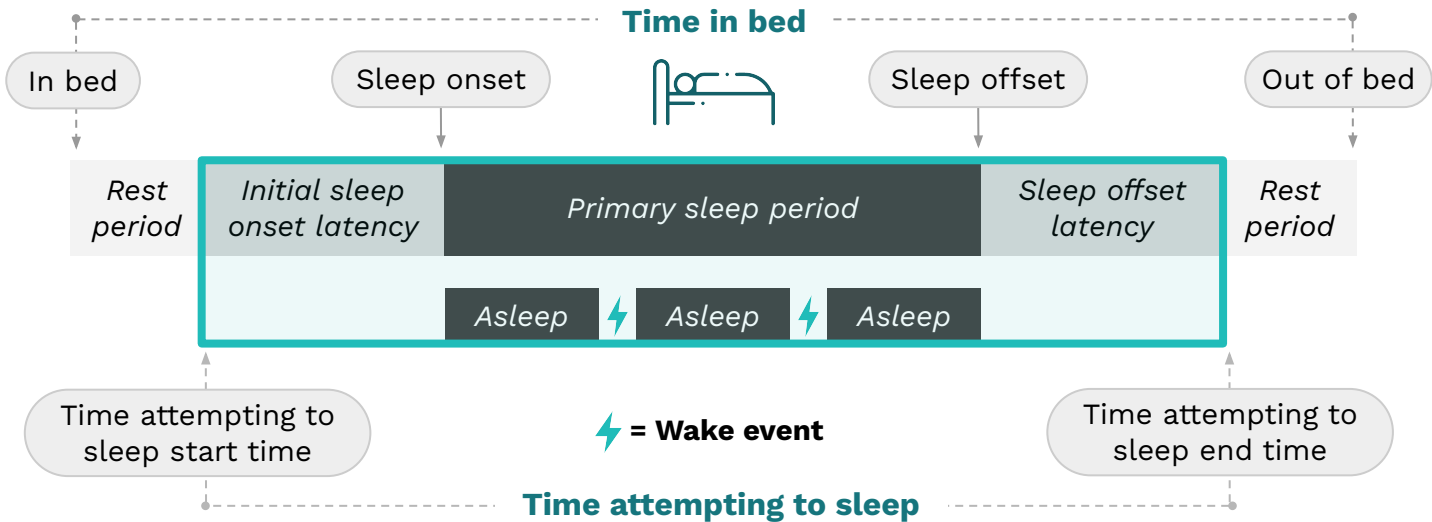 Time in bed
In bed
Sleep onset
Sleep offset
Out of bed
Rest
period
Initial sleep
onset latency
Primary sleep period
Sleep offset
latency
Rest
period
Asleep
Asleep
Asleep
Time attempting to
sleep start time
= Wake event
Time attempting to
sleep end time
Time attempting to sleep